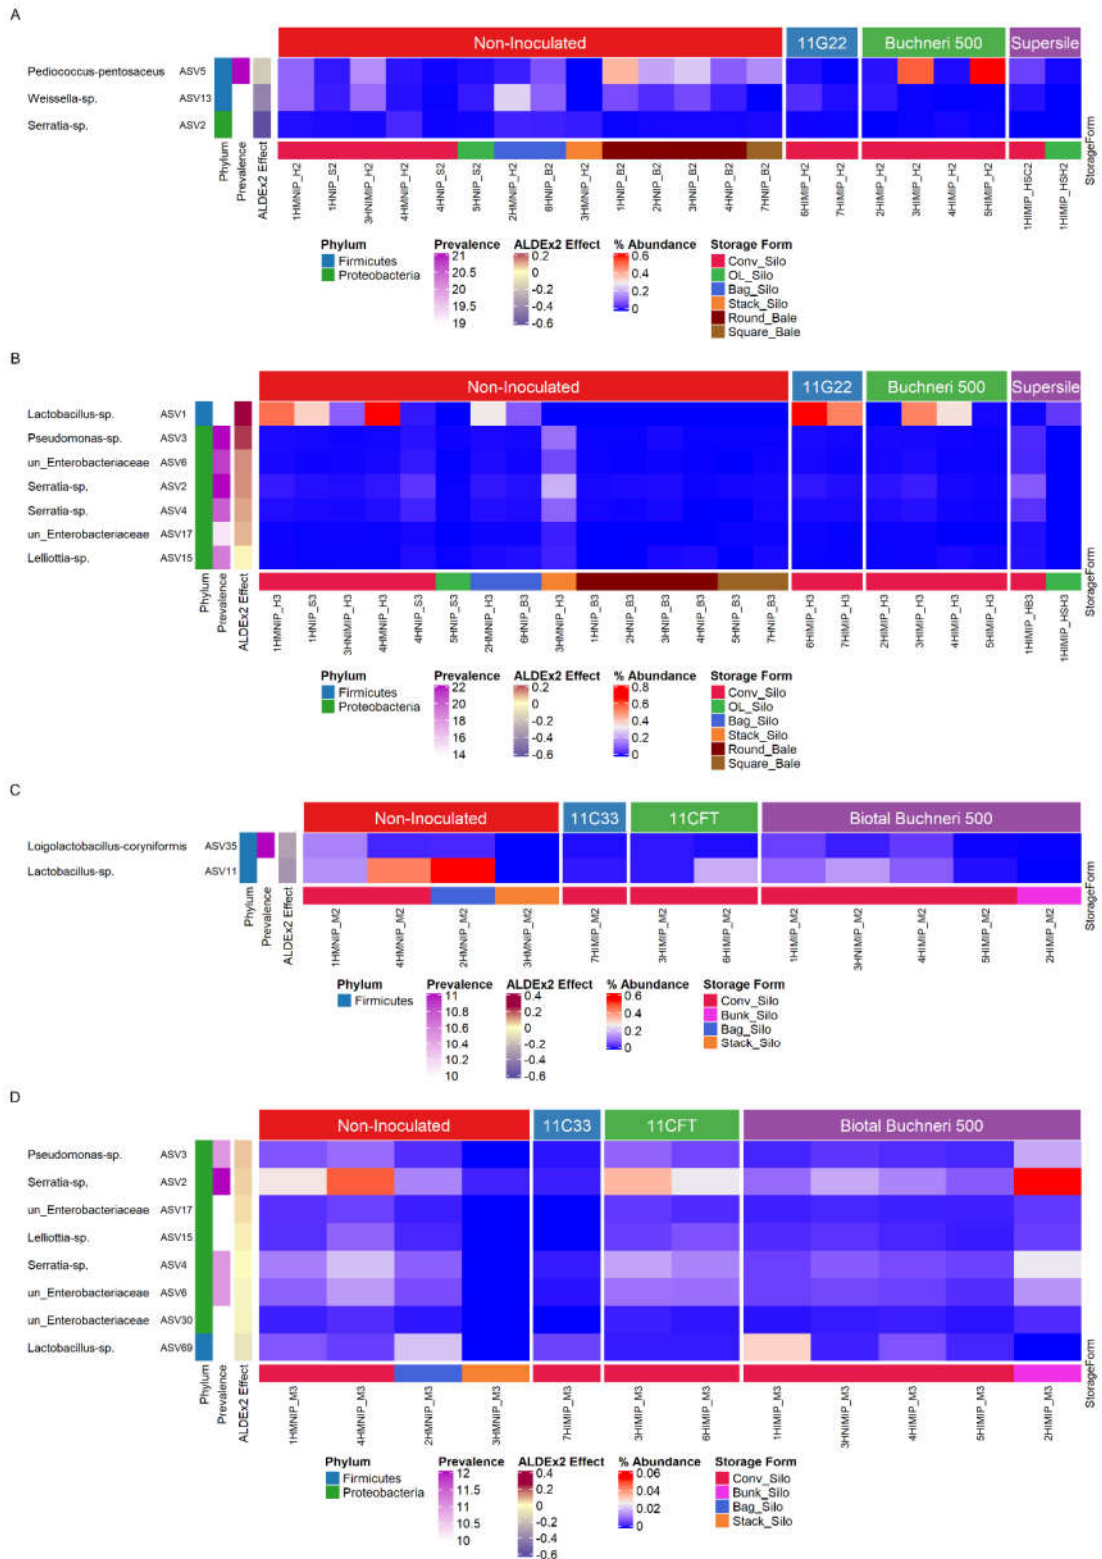 A
Non-Inoculated 11G22 Buchneri 500 Supersile
Pediococcus-pentosaceus ASV5
Weissella-sp. ASV13
Serratia-sp. ASV2
Phylum Prevalence ALDEx2 Effect StorageForm
1HMNIP_H2 1HNIP_S2 3HNIMIP_H2 4HMNIP_H2 4HNIP_S2 5HNIP_S2 2HMNIP_H2 6HNIP_B2 3HMNIP_H2 1HNIP_B2 2HNIP_B2 3HNIP_B2 4HNIP_B2 7HNIP_B2 6HIMIP_H2 7HIMIP_H2 2HIMIP_H2 3HIMIP_H2 4HIMIP_H2 5HIMIP_H2 1HIMIP_HSC2 1HIMIP_HSH2
Phylum Prevalence ALDEx2 Effect % Abundance Storage Form
Firmicutes 21 0.2 0.6 Conv_Silo
Proteobacteria 20.5 0 0.4 OL_Silo
20 -0.2 0.2 Bag_Silo
19.5 -0.4 0 Stack_Silo
19 -0.6 Round_Bale
Square_Bale
B
Non-Inoculated 11G22 Buchneri 500 Supersile
Lactobacillus-sp. ASV1
Pseudomonas-sp. ASV3
un_Enterobacteriaceae ASV6
Serratia-sp. ASV2
Serratia-sp. ASV4
un_Enterobacteriaceae ASV17
Lelliottia-sp. ASV15
Phylum Prevalence ALDEx2 Effect StorageForm
1HMNIP_H3 1HNIP_S3 3HNIMIP_H3 4HMNIP_H3 4HNIP_S3 5HNIP_S3 2HMNIP_H3 6HNIP_B3 3HMNIP_H3 1HNIP_B3 2HNIP_B3 3HNIP_B3 4HNIP_B3 5HNIP_B3 7HNIP_B3 6HIMIP_H3 7HIMIP_H3 2HIMIP_H3 3HIMIP_H3 4HIMIP_H3 5HIMIP_H3 1HIMIP_HB3 1HIMIP_HSH3
Phylum Prevalence ALDEx2 Effect % Abundance Storage Form
Firmicutes 22 0.2 0.8 Conv_Silo
Proteobacteria 20 0 0.6 OL_Silo
18 -0.2 0.4 Bag_Silo
16 -0.4 0.2 Stack_Silo
14 -0.6 0 Round_Bale
Square_Bale
C
Non-Inoculated 11C33 11CFT Biotal Buchneri 500
Loigolactobacillus-coryniformis ASV35
Lactobacillus-sp. ASV11
Phylum Prevalence ALDEx2 Effect StorageForm
1HMNIP_M2 4HMNIP_M2 2HMNIP_M2 3HMNIP_M2 7HIMIP_M2 3HIMIP_M2 6HIMIP_M2 1HIMIP_M2 3HNIMIP_M2 4HIMIP_M2 5HIMIP_M2 2HIMIP_M2
Phylum Prevalence ALDEx2 Effect % Abundance Storage Form
Firmicutes 11 0.4 0.6 Conv_Silo
10.8 0.2 0.4 Bunk_Silo
10.6 0 0.2 Bag_Silo
10.4 -0.2 0 Stack_Silo
10.2 -0.4
10 -0.6
D
Non-Inoculated 11C33 11CFT Biotal Buchneri 500
Pseudomonas-sp. ASV3
Serratia-sp. ASV2
un_Enterobacteriaceae ASV17
Lelliottia-sp. ASV15
Serratia-sp. ASV4
un_Enterobacteriaceae ASV6
un_Enterobacteriaceae ASV30
Lactobacillus-sp. ASV69
Phylum Prevalence ALDEx2 Effect StorageForm
1HMNIP_M3 4HMNIP_M3 2HMNIP_M3 3HMNIP_M3 7HIMIP_M3 3HIMIP_M3 6HIMIP_M3 1HIMIP_M3 3HNIMIP_M3 4HIMIP_M3 5HIMIP_M3 2HIMIP_M3
Phylum Prevalence ALDEx2 Effect % Abundance Storage Form
Firmicutes 12 0.4 0.06 Conv_Silo
Proteobacteria 11.5 0.2 0.04 Bunk_Silo
11 0 0.02 Bag_Silo
10.5 -0.2 0 Stack_Silo
10 -0.4
-0.6